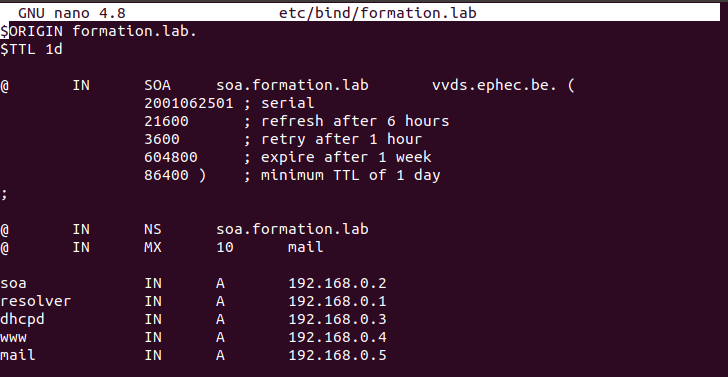 GNU nano 4.8 etc/bind/formation.lab
$ORIGIN formation.lab.
$TTL 1d
@ IN SOA soa.formation.lab vvds.ephec.be. (
2001062501 ; serial
21600 ; refresh after 6 hours
3600 ; retry after 1 hour
604800 ; expire after 1 week
86400 ) ; minimum TTL of 1 day
;
@ IN NS soa.formation.lab
@ IN MX 10 mail
soa IN A 192.168.0.2
resolver IN A 192.168.0.1
dhcpd IN A 192.168.0.3
www IN A 192.168.0.4
mail IN A 192.168.0.5